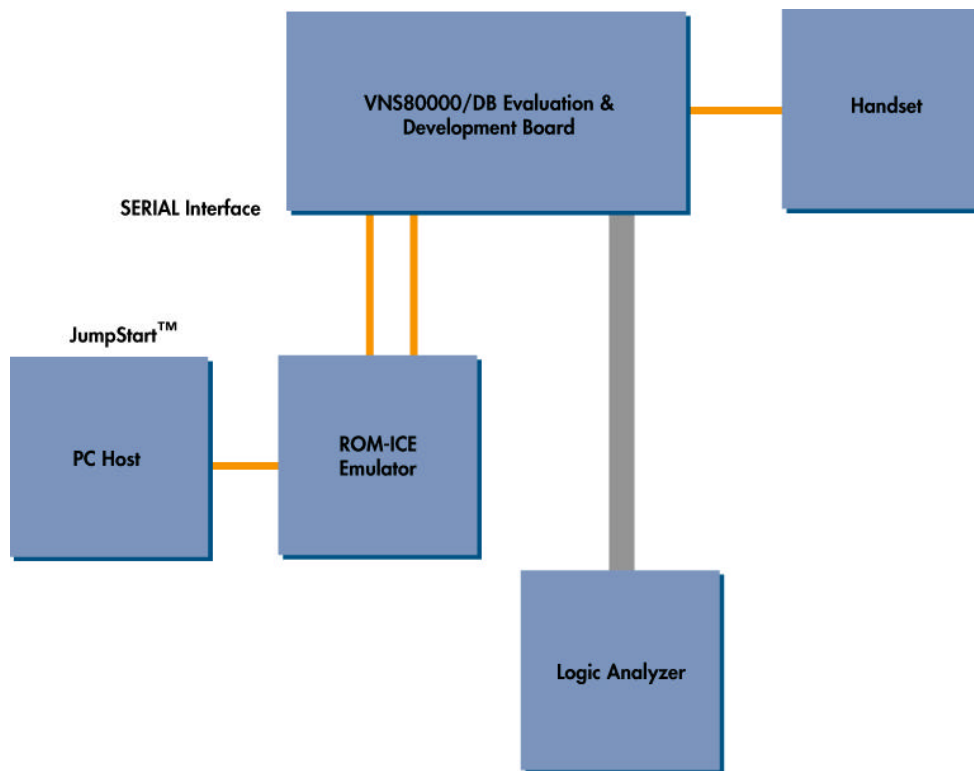 VNS80000/DB Evaluation &
Development Board
Handset
SERIAL Interface
JumpStart™
PC Host
ROM-ICE
Emulator
Logic Analyzer